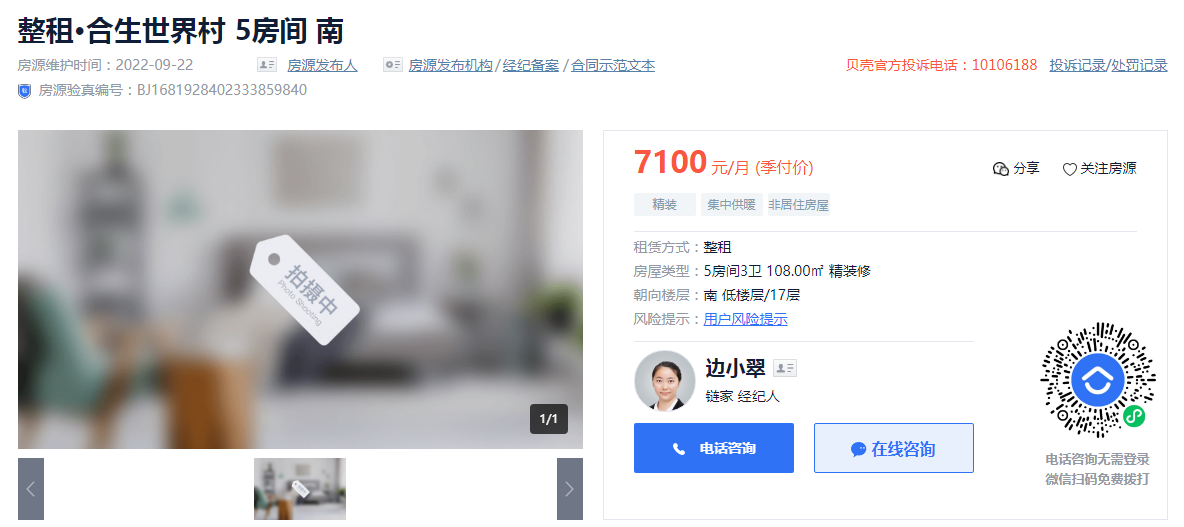 整租·合生世界村 5房间 南
房源维护时间：2022-09-22 房源发布人 房源发布机构/经纪备案/合同示范文本 贝壳官方投诉电话：10106188 投诉记录/处罚记录
房源验真编号：BJ1681928402333859840
拍摄中
Photo Shooting
1/1
7100 元/月 (季付价) 分享 关注房源
精装 集中供暖 非居住房屋
租赁方式：整租
房屋类型：5房间3卫 108.00㎡ 精装修
朝向楼层：南 低楼层/17层
风险提示：用户风险提示
边小翠
链家 经纪人
电话咨询 在线咨询
电话咨询无需登录
微信扫码免费拨打